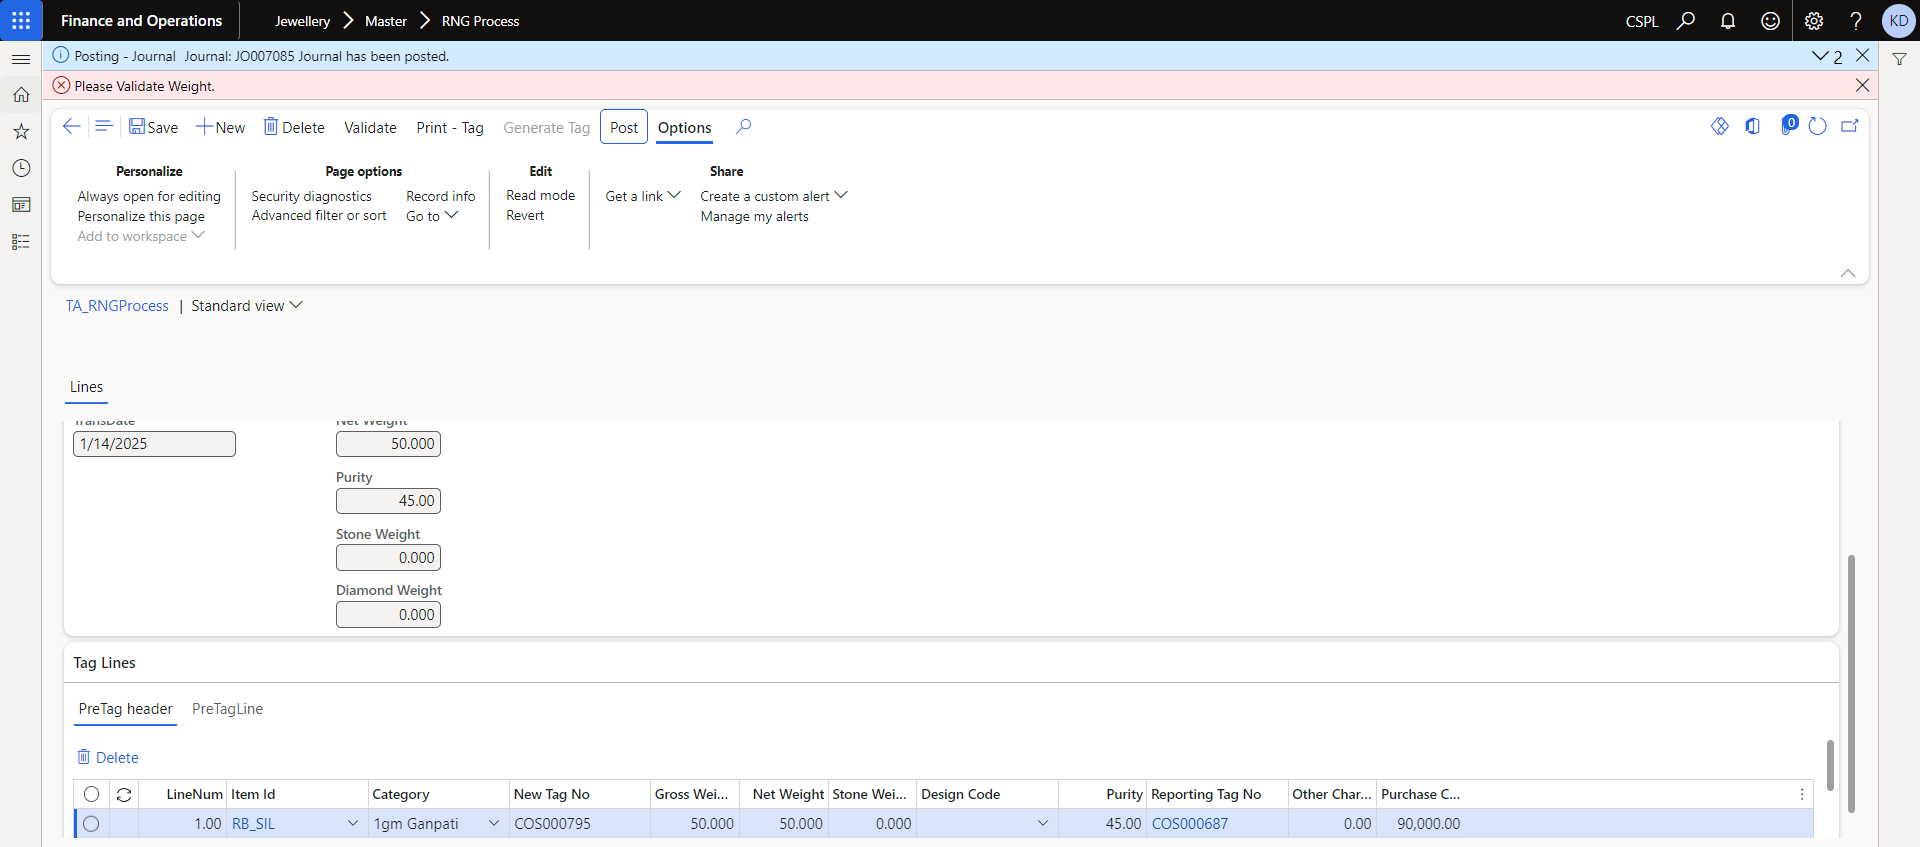 Finance and Operations
Jewellery
Master
RNG Process
CSPL
KD
Posting - Journal Journal: JO007085 Journal has been posted.
2
Please Validate Weight.
Save
New
Delete
Validate
Print - Tag
Generate Tag
Post
Options
0
Personalize
Always open for editing
Personalize this page
Add to workspace
Page options
Security diagnostics
Advanced filter or sort
Record info
Go to
Edit
Read mode
Revert
Get a link
Share
Create a custom alert
Manage my alerts
TA_RNGProcess | Standard view
Lines
TransDate
1/14/2025
Net Weight
50.000
Purity
45.00
Stone Weight
0.000
Diamond Weight
0.000
Tag Lines
PreTag header
PreTagLine
Delete
LineNum Item Id Category New Tag No Gross Wei... Net Weight Stone Wei... Design Code Purity Reporting Tag No Other Char... Purchase C...
1.00 RB_SIL 1gm Ganpati COS000795 50.000 50.000 0.000 45.00 COS000687 0.00 90,000.00